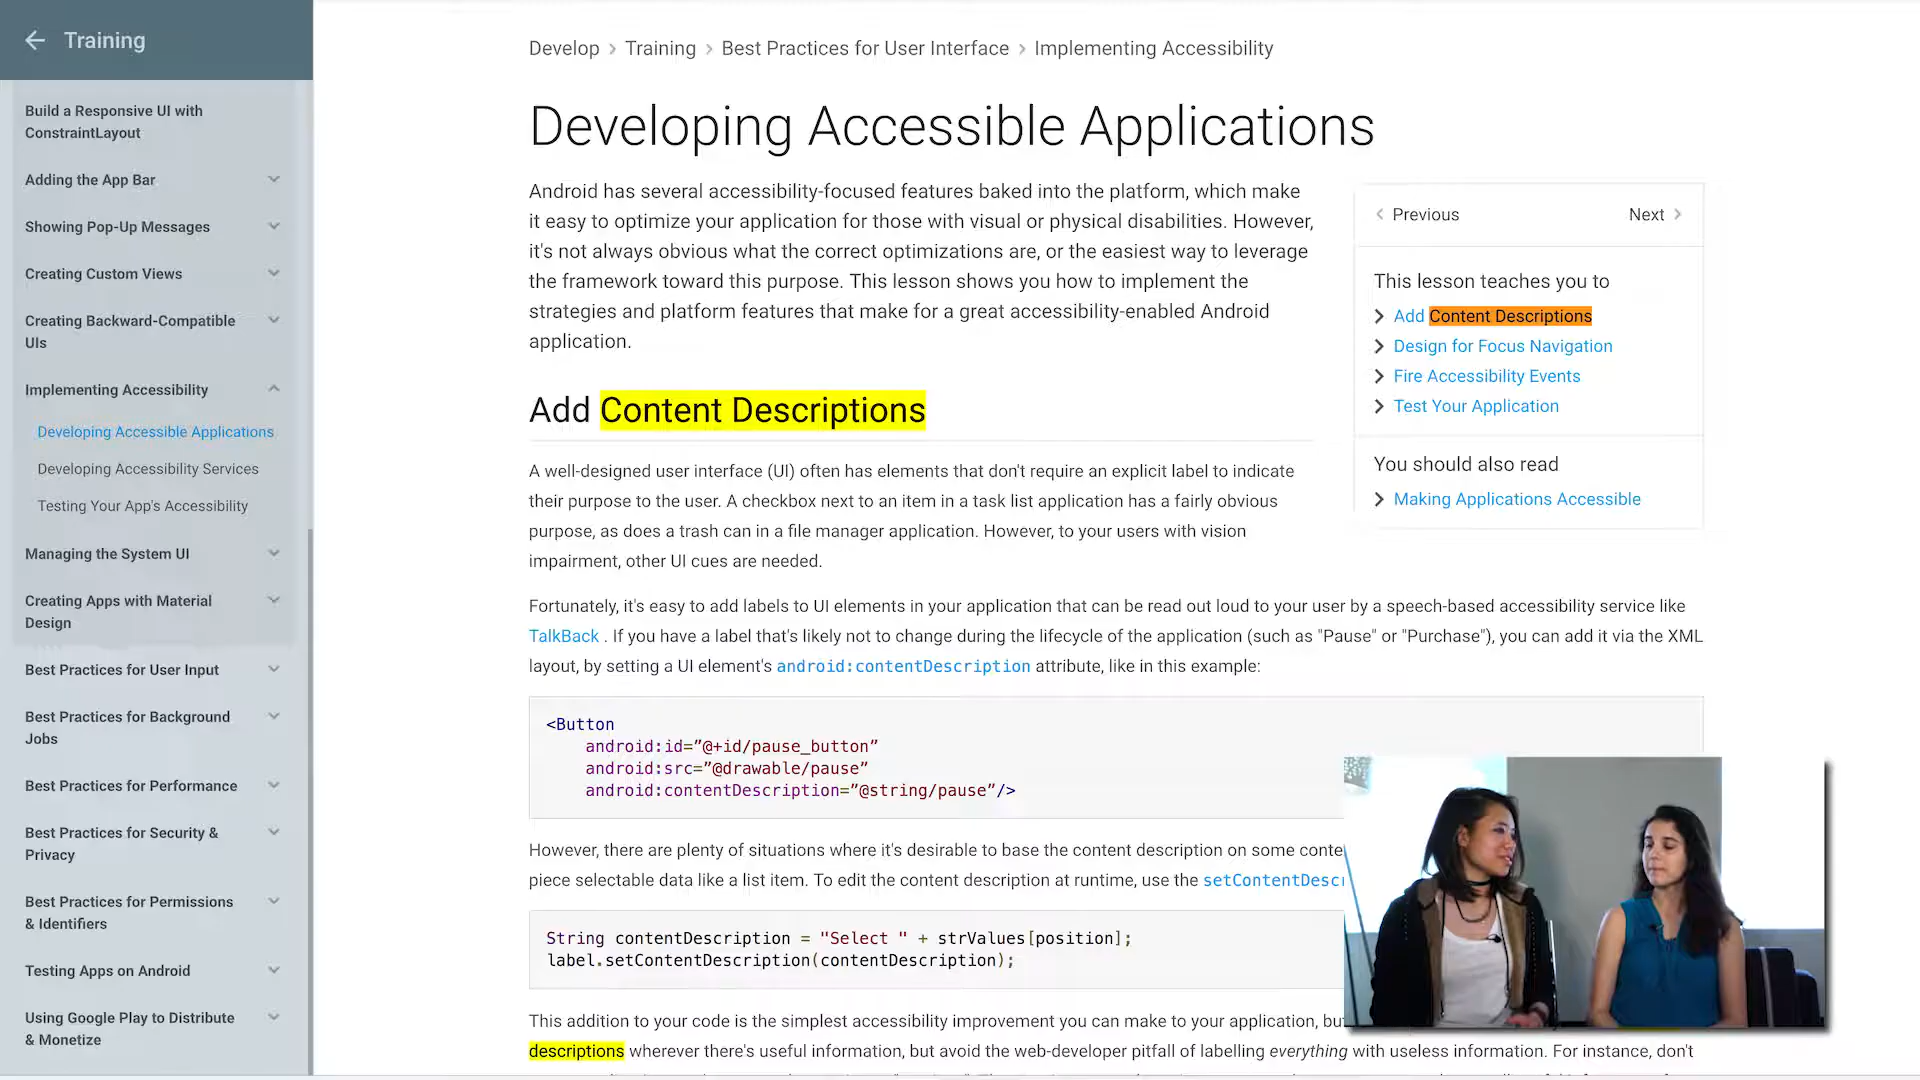 Training
Build a Responsive UI with
ConstraintLayout
Adding the App Bar
Showing Pop-Up Messages
Creating Custom Views
Creating Backward-Compatible
UIs
Implementing Accessibility
Developing Accessible Applications
Developing Accessibility Services
Testing Your App's Accessibility
Managing the System UI
Creating Apps with Material
Design
Best Practices for User Input
Best Practices for Background
Jobs
Best Practices for Performance
Best Practices for Security &
Privacy
Best Practices for Permissions
& Identifiers
Testing Apps on Android
Using Google Play to Distribute
& Monetize
Develop > Training > Best Practices for User Interface > Implementing Accessibility
Developing Accessible Applications
Android has several accessibility-focused features baked into the platform, which make
it easy to optimize your application for those with visual or physical disabilities. However,
it's not always obvious what the correct optimizations are, or the easiest way to leverage
the framework toward this purpose. This lesson shows you how to implement the
strategies and platform features that make for a great accessibility-enabled Android
application.
Previous Next
This lesson teaches you to
Add Content Descriptions
Design for Focus Navigation
Fire Accessibility Events
Test Your Application
You should also read
Making Applications Accessible
Add Content Descriptions
A well-designed user interface (UI) often has elements that don't require an explicit label to indicate
their purpose to the user. A checkbox next to an item in a task list application has a fairly obvious
purpose, as does a trash can in a file manager application. However, to your users with vision
impairment, other UI cues are needed.
Fortunately, it's easy to add labels to UI elements in your application that can be read out loud to your user by a speech-based accessibility service like
TalkBack . If you have a label that's likely not to change during the lifecycle of the application (such as "Pause" or "Purchase"), you can add it via the XML
layout, by setting a UI element's android:contentDescription attribute, like in this example:
<Button
android:id=”@+id/pause_button”
android:src=”@drawable/pause”
android:contentDescription=”@string/pause”/>
However, there are plenty of situations where it's desirable to base the content description on some conte
piece selectable data like a list item. To edit the content description at runtime, use the setContentDescr
String contentDescription = "Select " + strValues[position];
label.setContentDescription(contentDescription);
This addition to your code is the simplest accessibility improvement you can make to your application, but
descriptions wherever there's useful information, but avoid the web-developer pitfall of labelling everything with useless information. For instance, don't